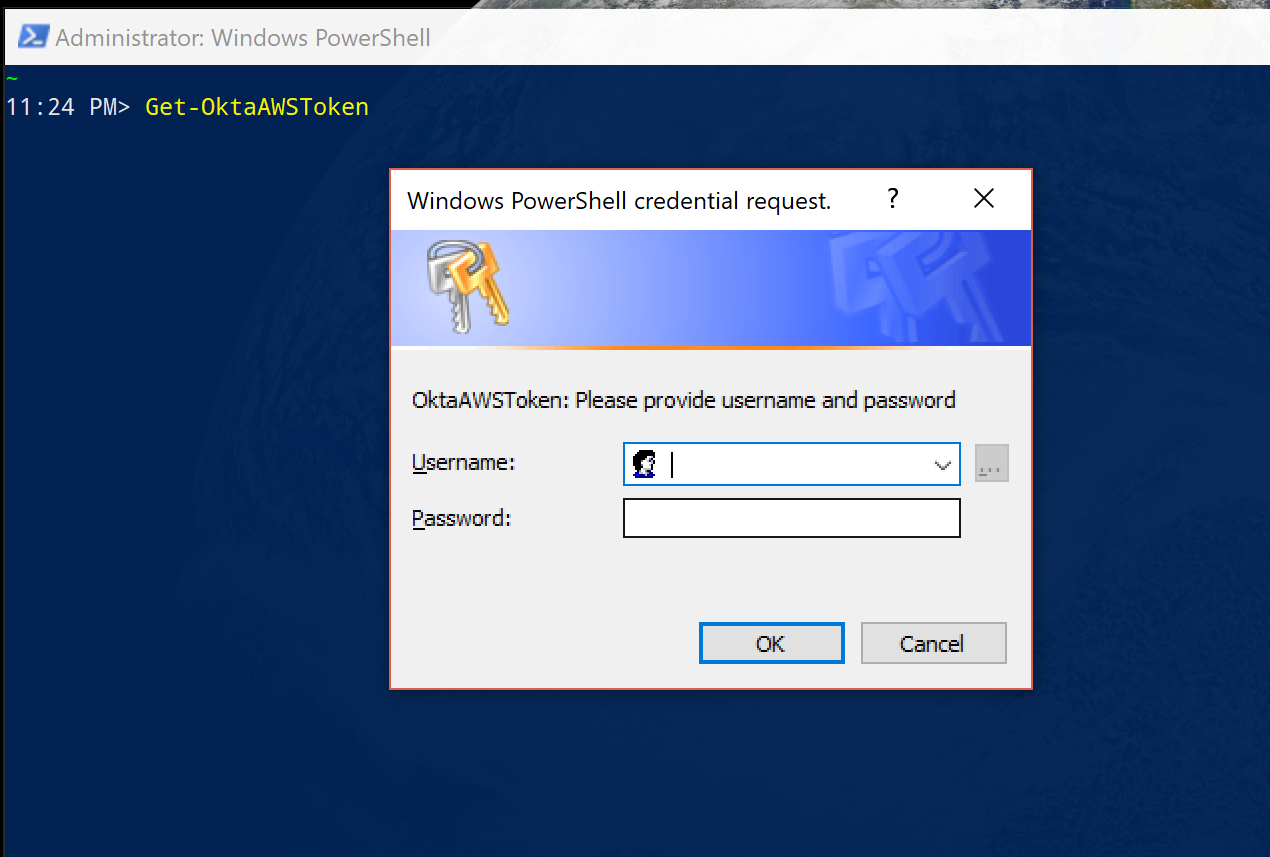 Administrator: Windows PowerShell
~
11:24 PM> Get-OktaAWSToken
Windows PowerShell credential request.
?
OktaAWSToken: Please provide username and password
Username:
...
Password:
OK
Cancel